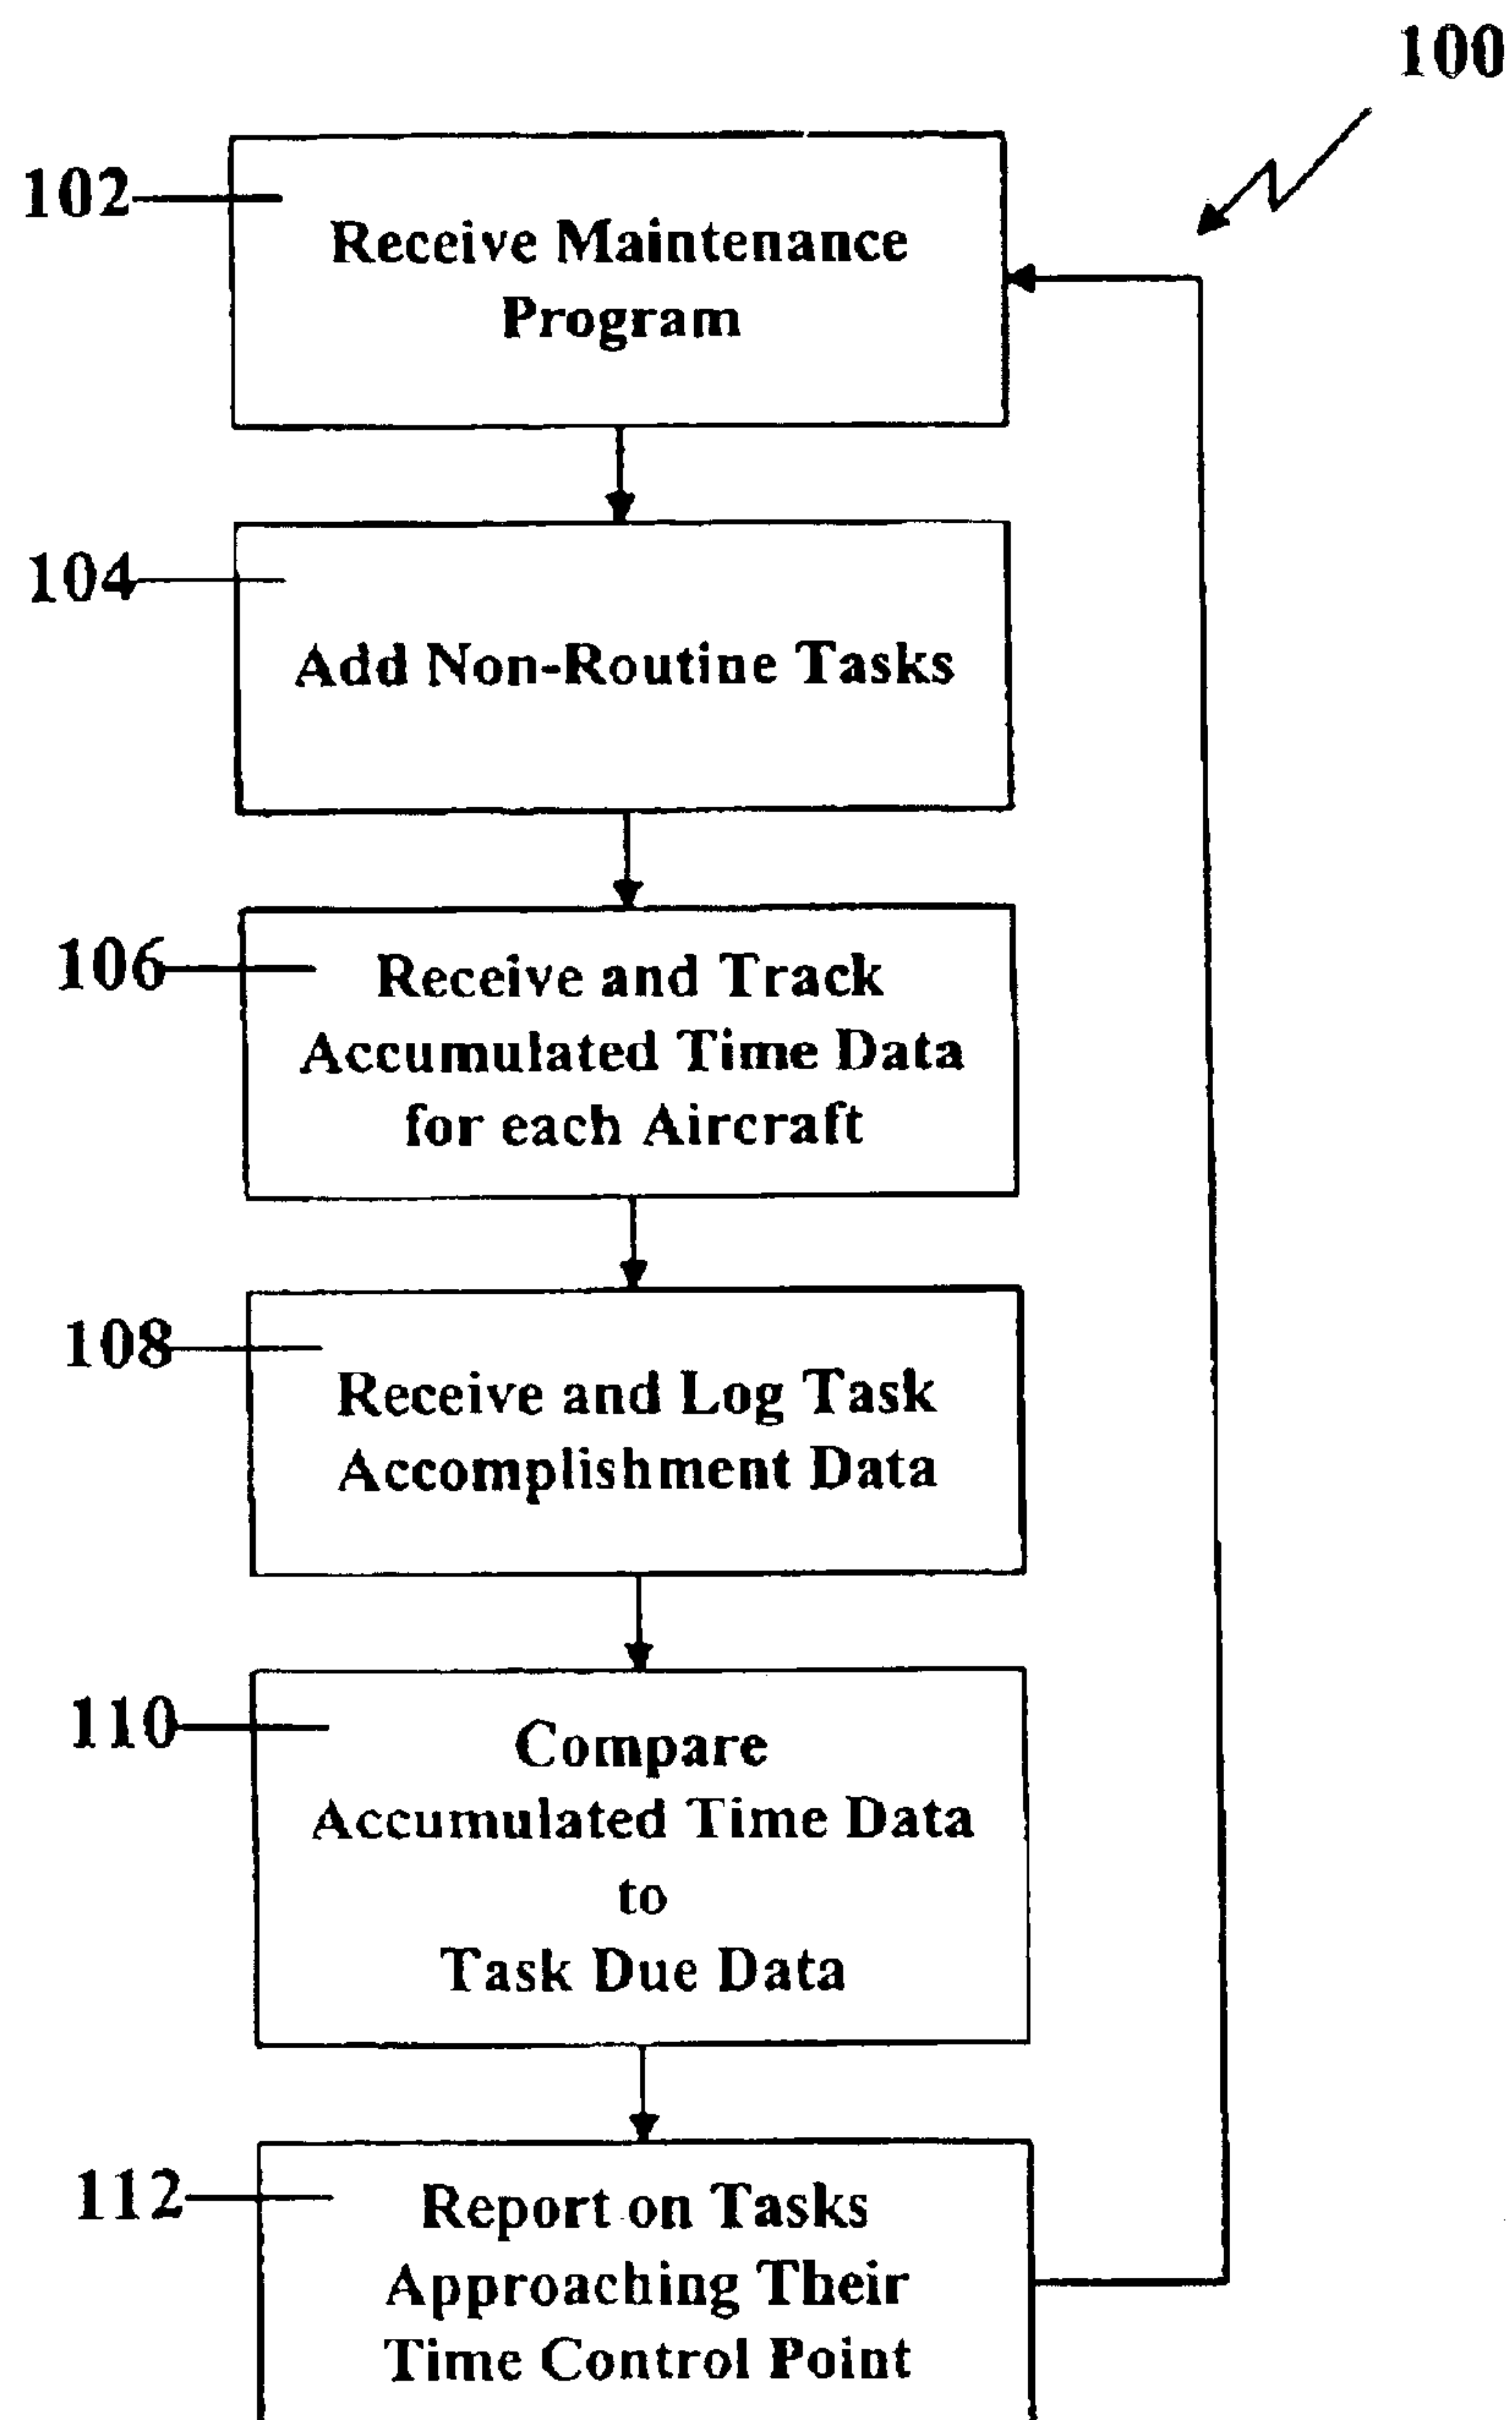 100
102
Receive Maintenance
Program
104
Add Non-Routine Tasks
106
Receive and Track
Accumulated Time Data
for each Aircraft
108
Receive and Log Task
Accomplishment Data
110
Compare
Accumulated Time Data
to
Task Due Data
112
Report on Tasks
Approaching Their
Time Control Point